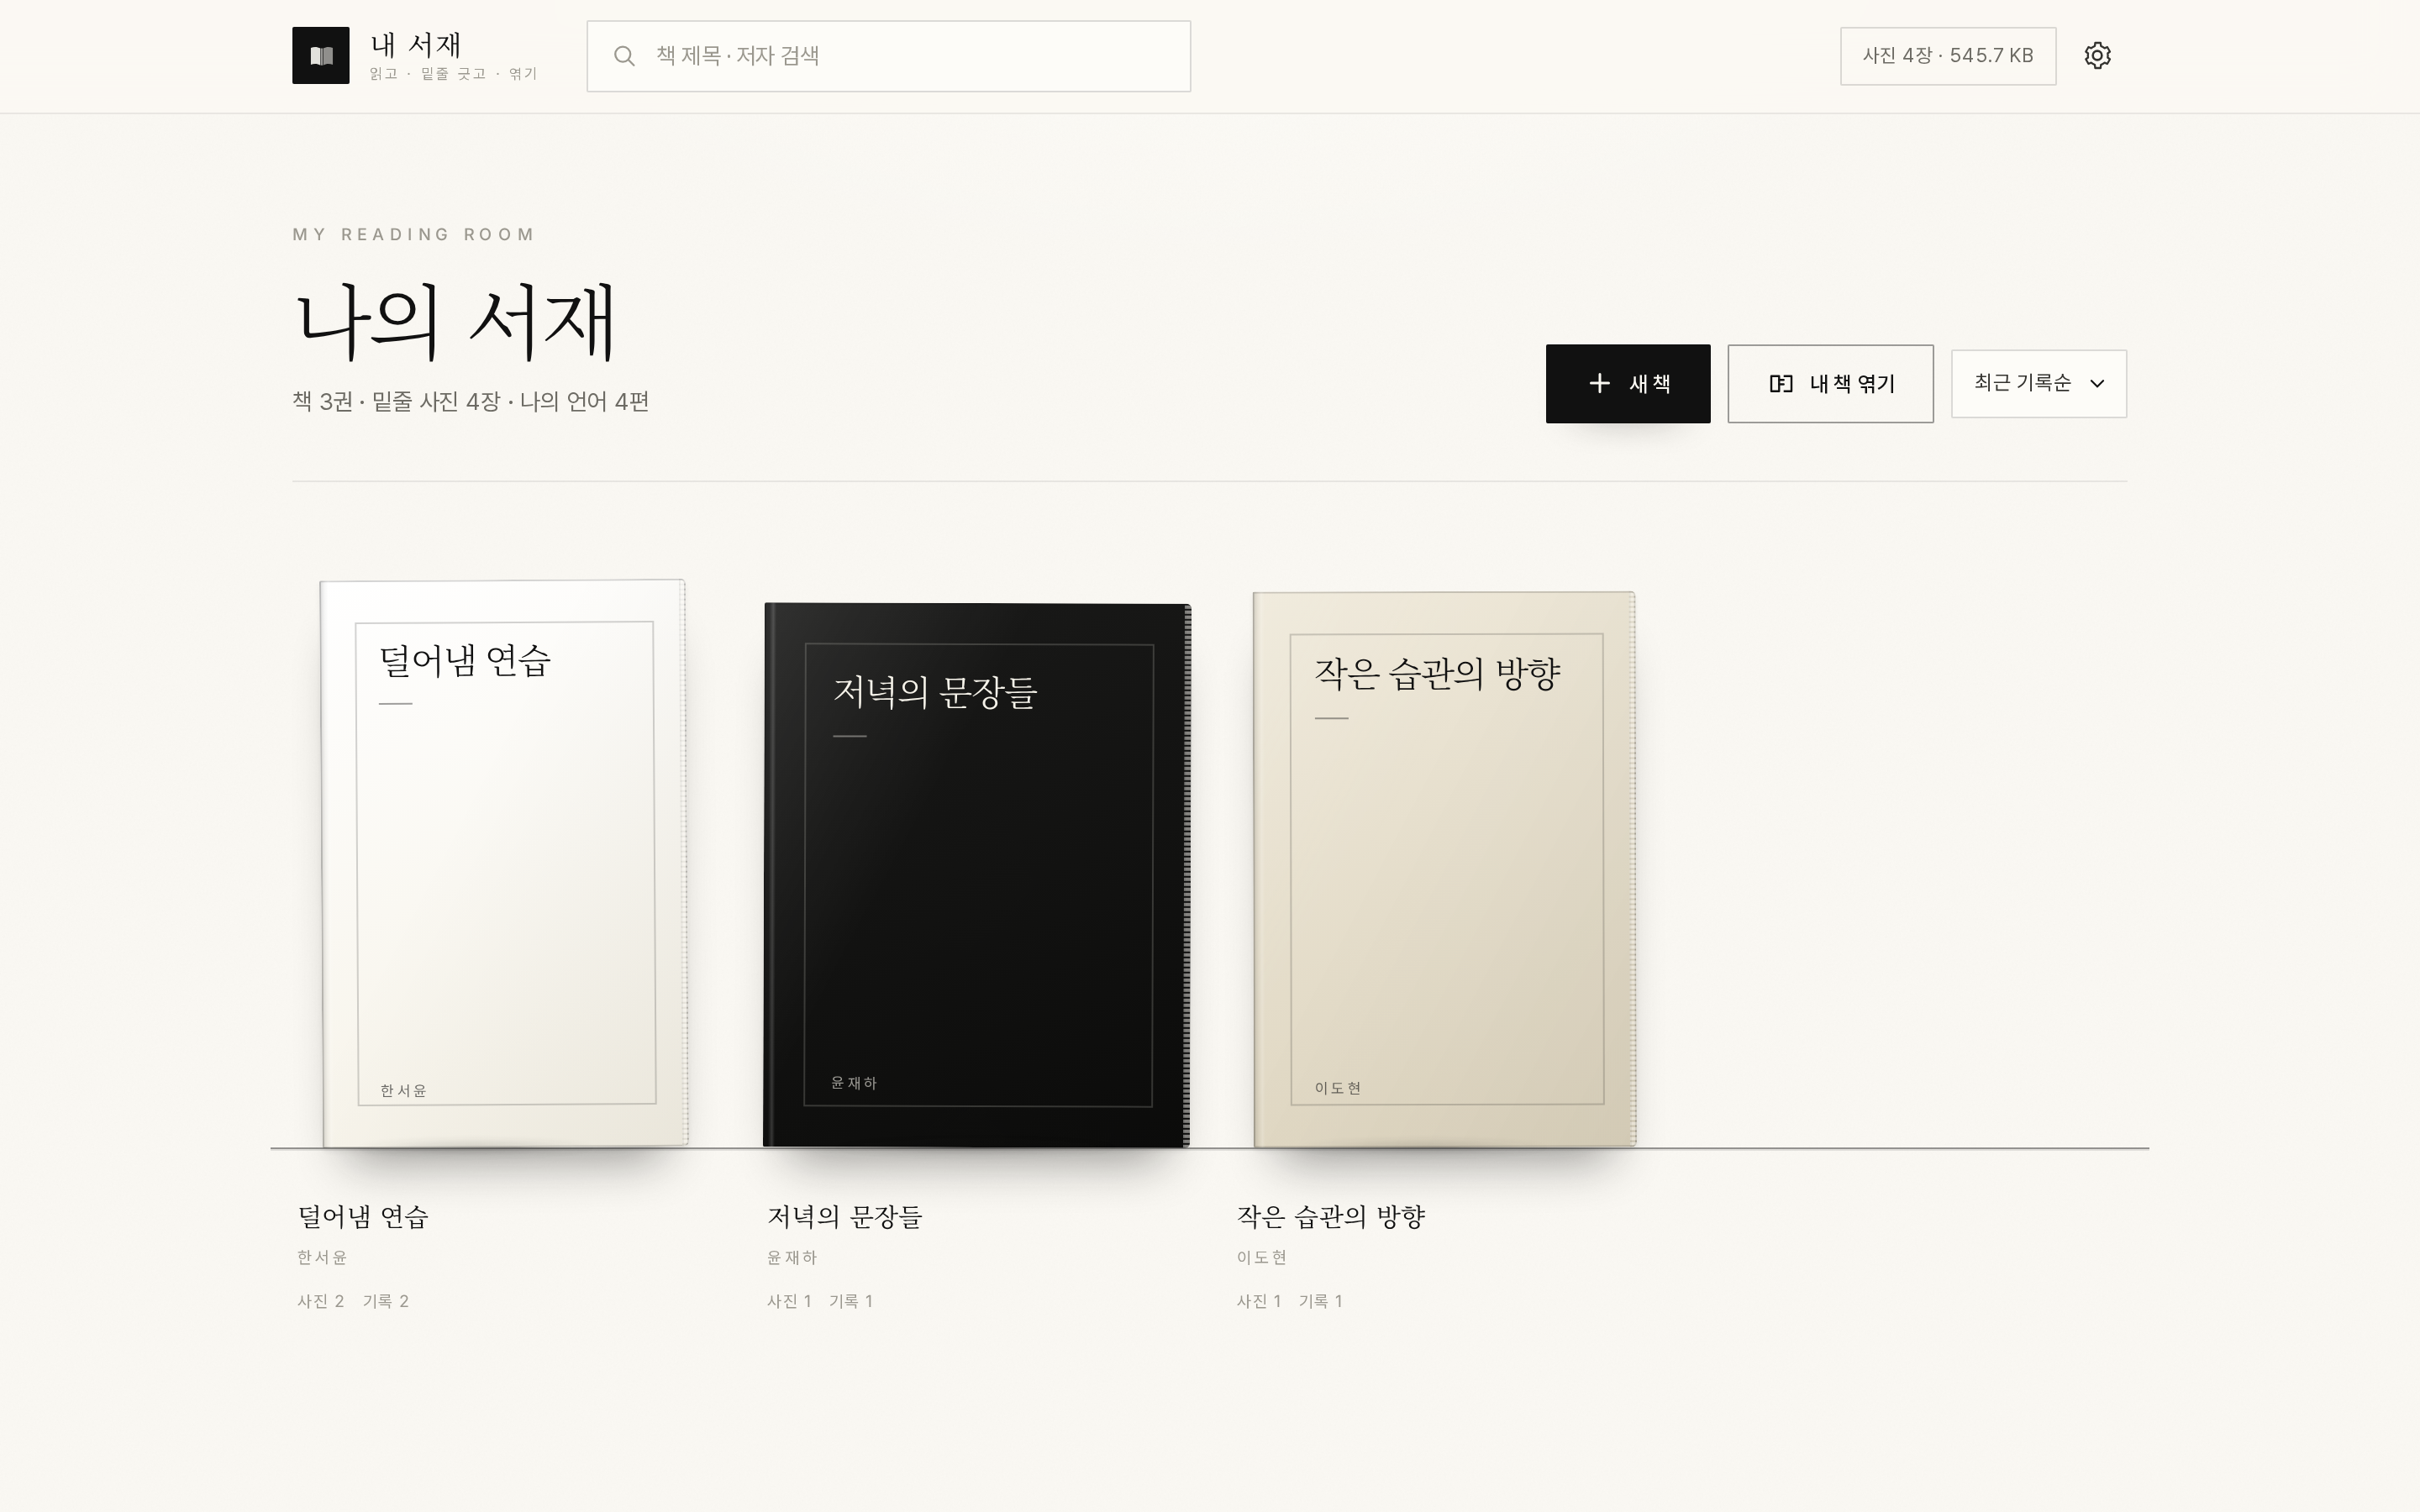 내 서재
읽고 · 밑줄 긋고 · 엮기
책 제목 · 저자 검색
사진 4장 · 545.7 KB
MY READING ROOM
나의 서재
책 3권 · 밑줄 사진 4장 · 나의 언어 4편
새 책
내 책 엮기
최근 기록순
덜어냄 연습
한서윤
저녁의 문장들
윤재하
작은 습관의 방향
이도현
덜어냄 연습
한서윤
사진 2 기록 2
저녁의 문장들
윤재하
사진 1 기록 1
작은 습관의 방향
이도현
사진 1 기록 1